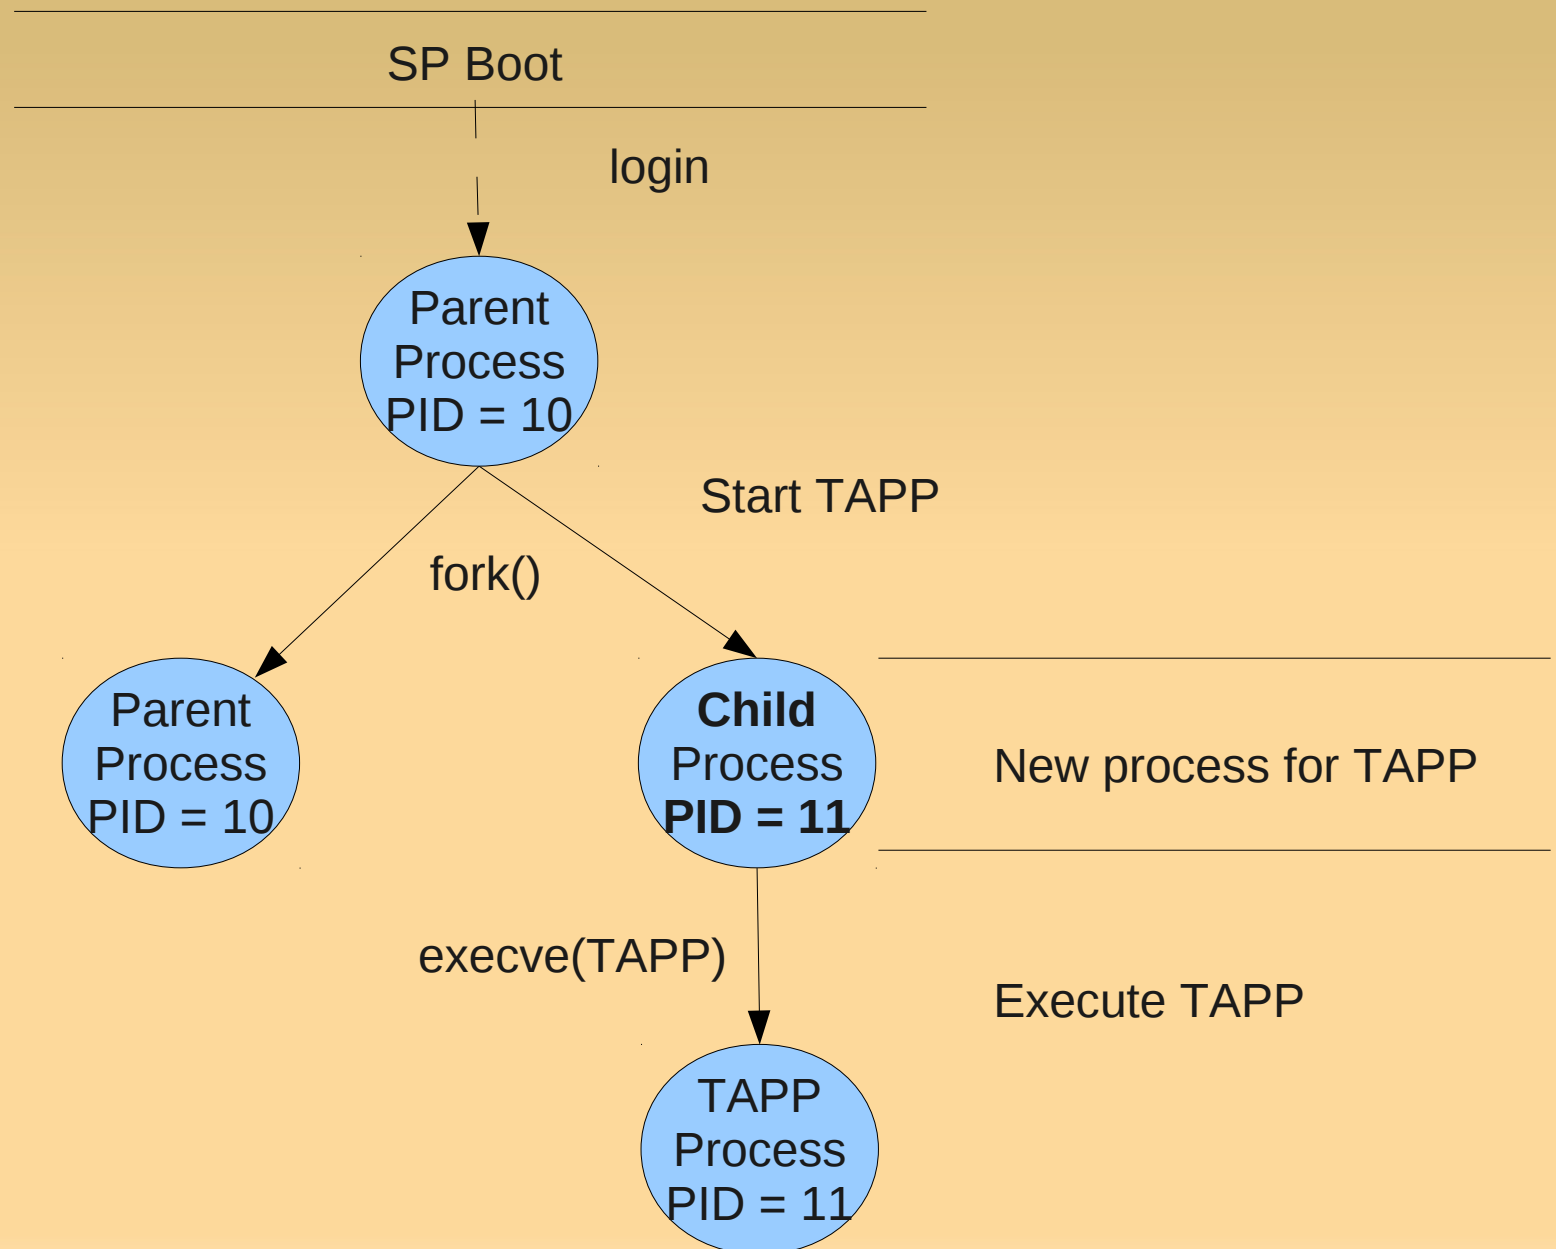 SP Boot
login
Parent
Process
PID = 10
Start TAPP
fork()
Parent
Process
PID = 10
Child
Process
PID = 11
New process for TAPP
execve(TAPP)
Execute TAPP
TAPP
Process
PID = 11